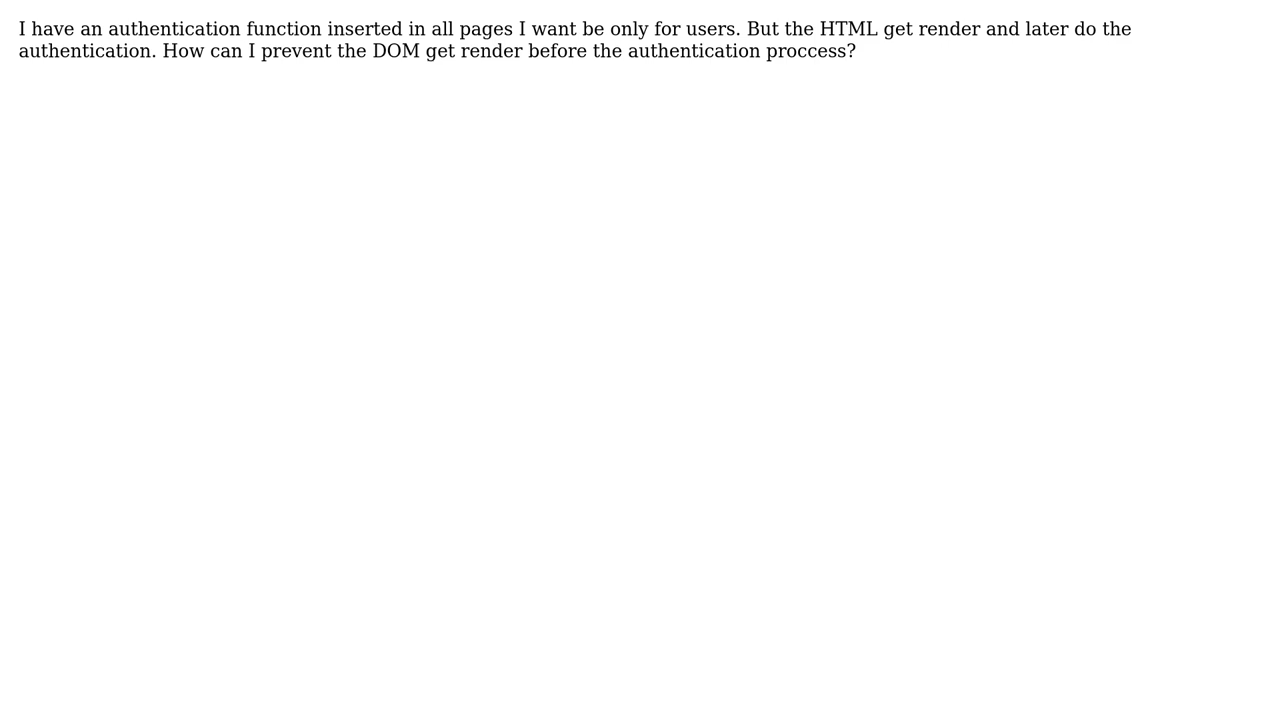 I have an authentication function inserted in all pages I want be only for users. But the HTML get render and later do the
authentication. How can I prevent the DOM get render before the authentication proccess?